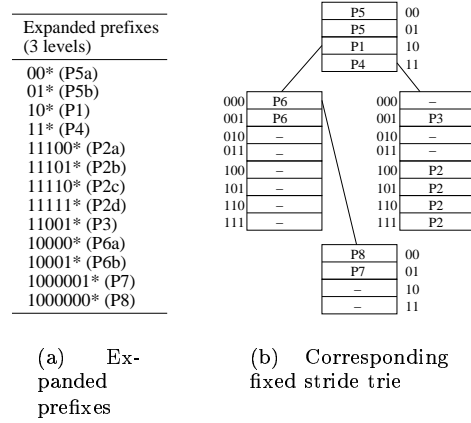 Expanded prefixes
(3 levels)
00* (P5a)
01* (P5b)
10* (P1)
11* (P4)
11100* (P2a)
11101* (P2b)
11110* (P2c)
11111* (P2d)
11001* (P3)
10000* (P6a)
10001* (P6b)
1000001* (P7)
1000000* (P8)
(a) Ex-
panded
prefixes
P5 00
P5 01
P1 10
P4 11
000 P6
001 P6
010 –
011 –
100 –
101 –
110 –
111 –
000 –
001 P3
010 –
011 –
100 P2
101 P2
110 P2
111 P2
P8 00
P7 01
– 10
– 11
(b) Corresponding
fixed stride trie